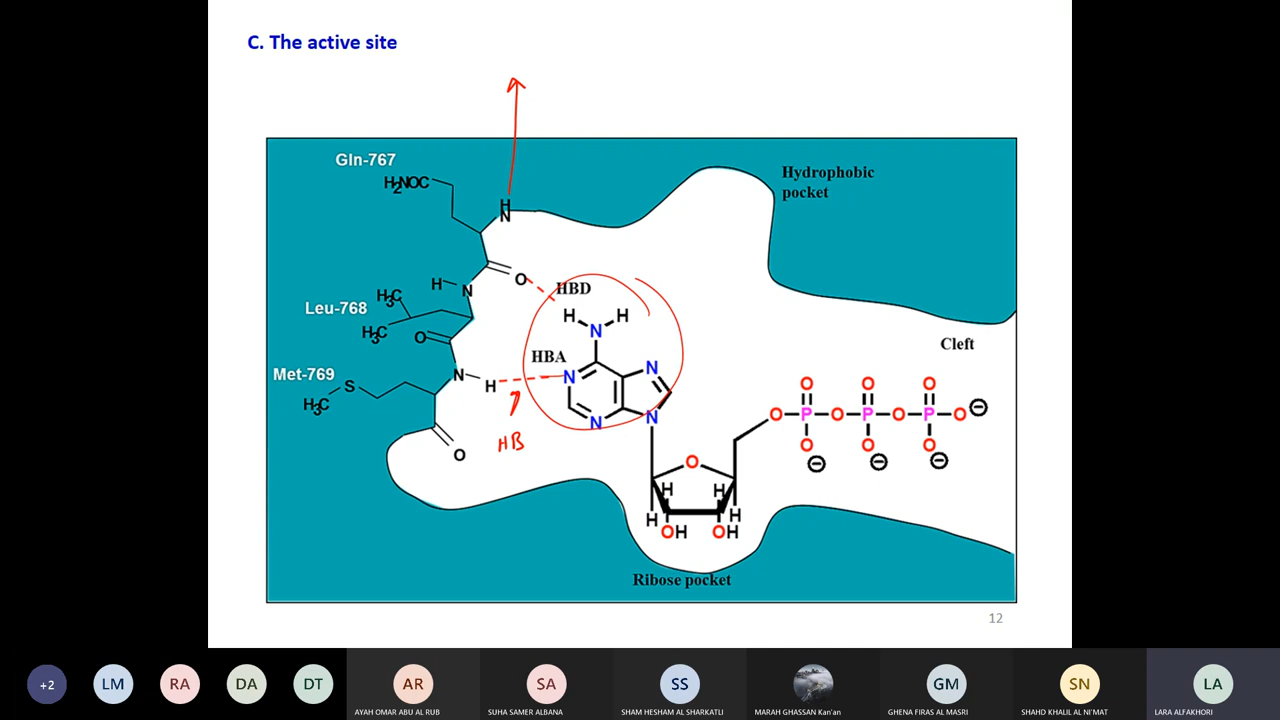 C. The active site
Gln-767
H2NOC
H
N
Hydrophobic
pocket
O
HBD
H
N
H3C
Leu-768
H3C
O
H H
N
HBA
Cleft
Met-769
N
H
N
N
S
H3C
N
N
O O O
O P O P O P O ⊖
O O O
⊖ ⊖ ⊖
HB
O
O
H H
H H
OH OH
Ribose pocket
12
+2
LM
RA
DA
DT
AR
SA
SS
GM
SN
LA
AYAH OMAR ABU AL RUB
SUHA SAMER ALBANA
SHAM HESHAM AL SHARKATLI
MARAH GHASSAN Kan'an
GHENA FIRAS AL MASRI
SHAHD KHALIL AL NI'MAT
LARA ALFAKHORI